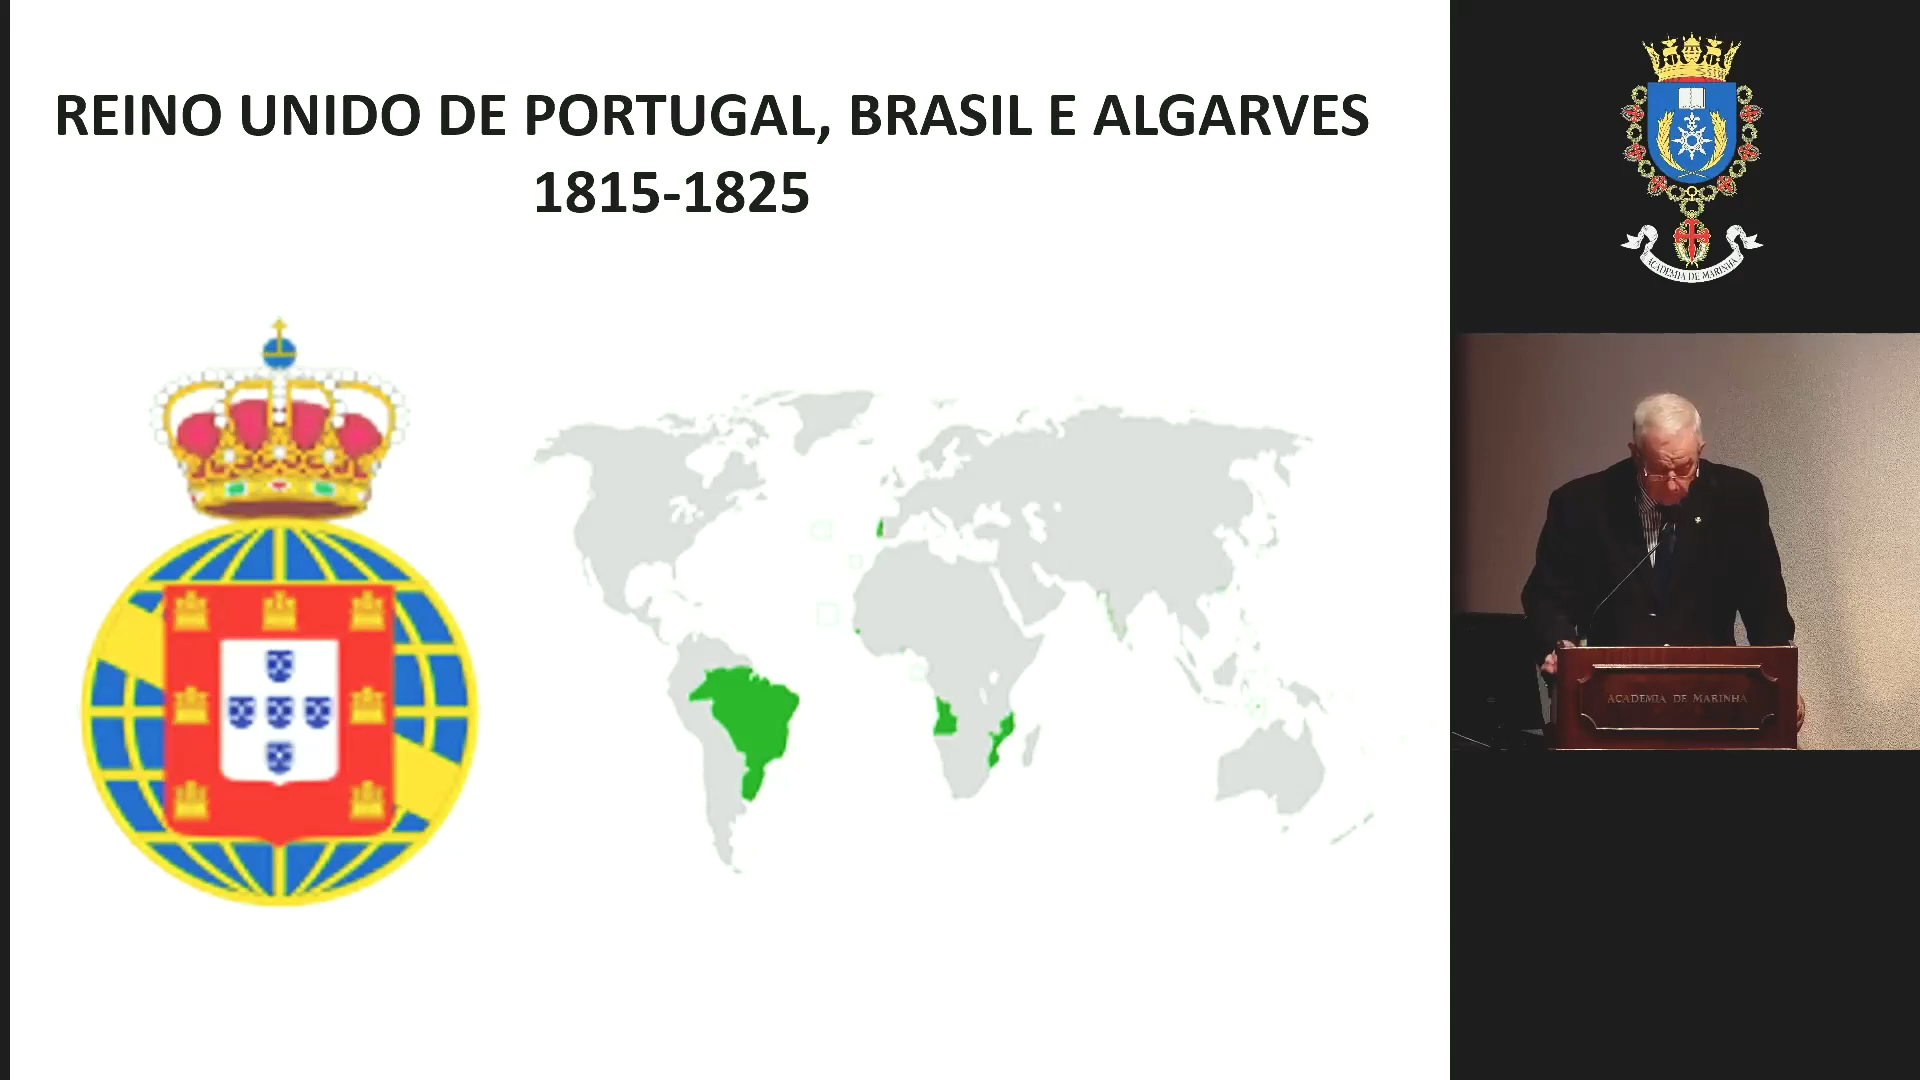 REINO UNIDO DE PORTUGAL, BRASIL E ALGARVES
1815-1825
ACADEMIA DE MARINHA
ACADEMIA DE MARINHA